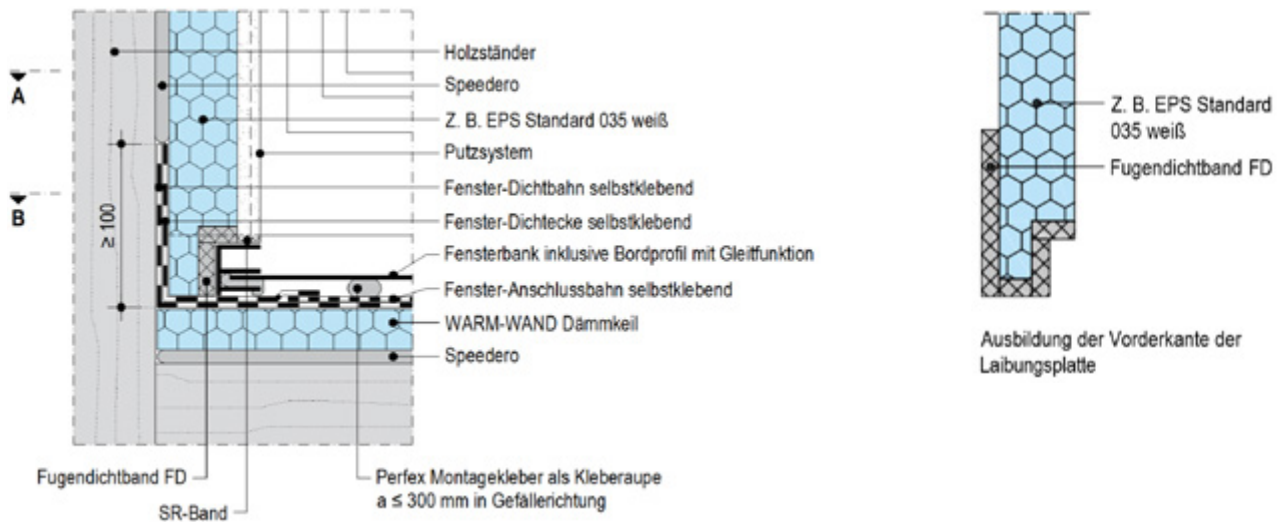 Holzständer
A
Speedero
Z. B. EPS Standard 035 weiß
Putzsystem
Fenster-Dichtbahn selbstklebend
B
≥ 100
Fenster-Dichtecke selbstklebend
Fensterbank inklusive Bordprofil mit Gleitfunktion
Fenster-Anschlussbahn selbstklebend
WARM-WAND Dämmkeil
Speedero
Fugendichtband FD
SR-Band
Perfex Montagekleber als Kleberaupe
a ≤ 300 mm in Gefällerichtung
Z. B. EPS Standard
035 weiß
Fugendichtband FD
Ausbildung der Vorderkante der
Laibungsplatte